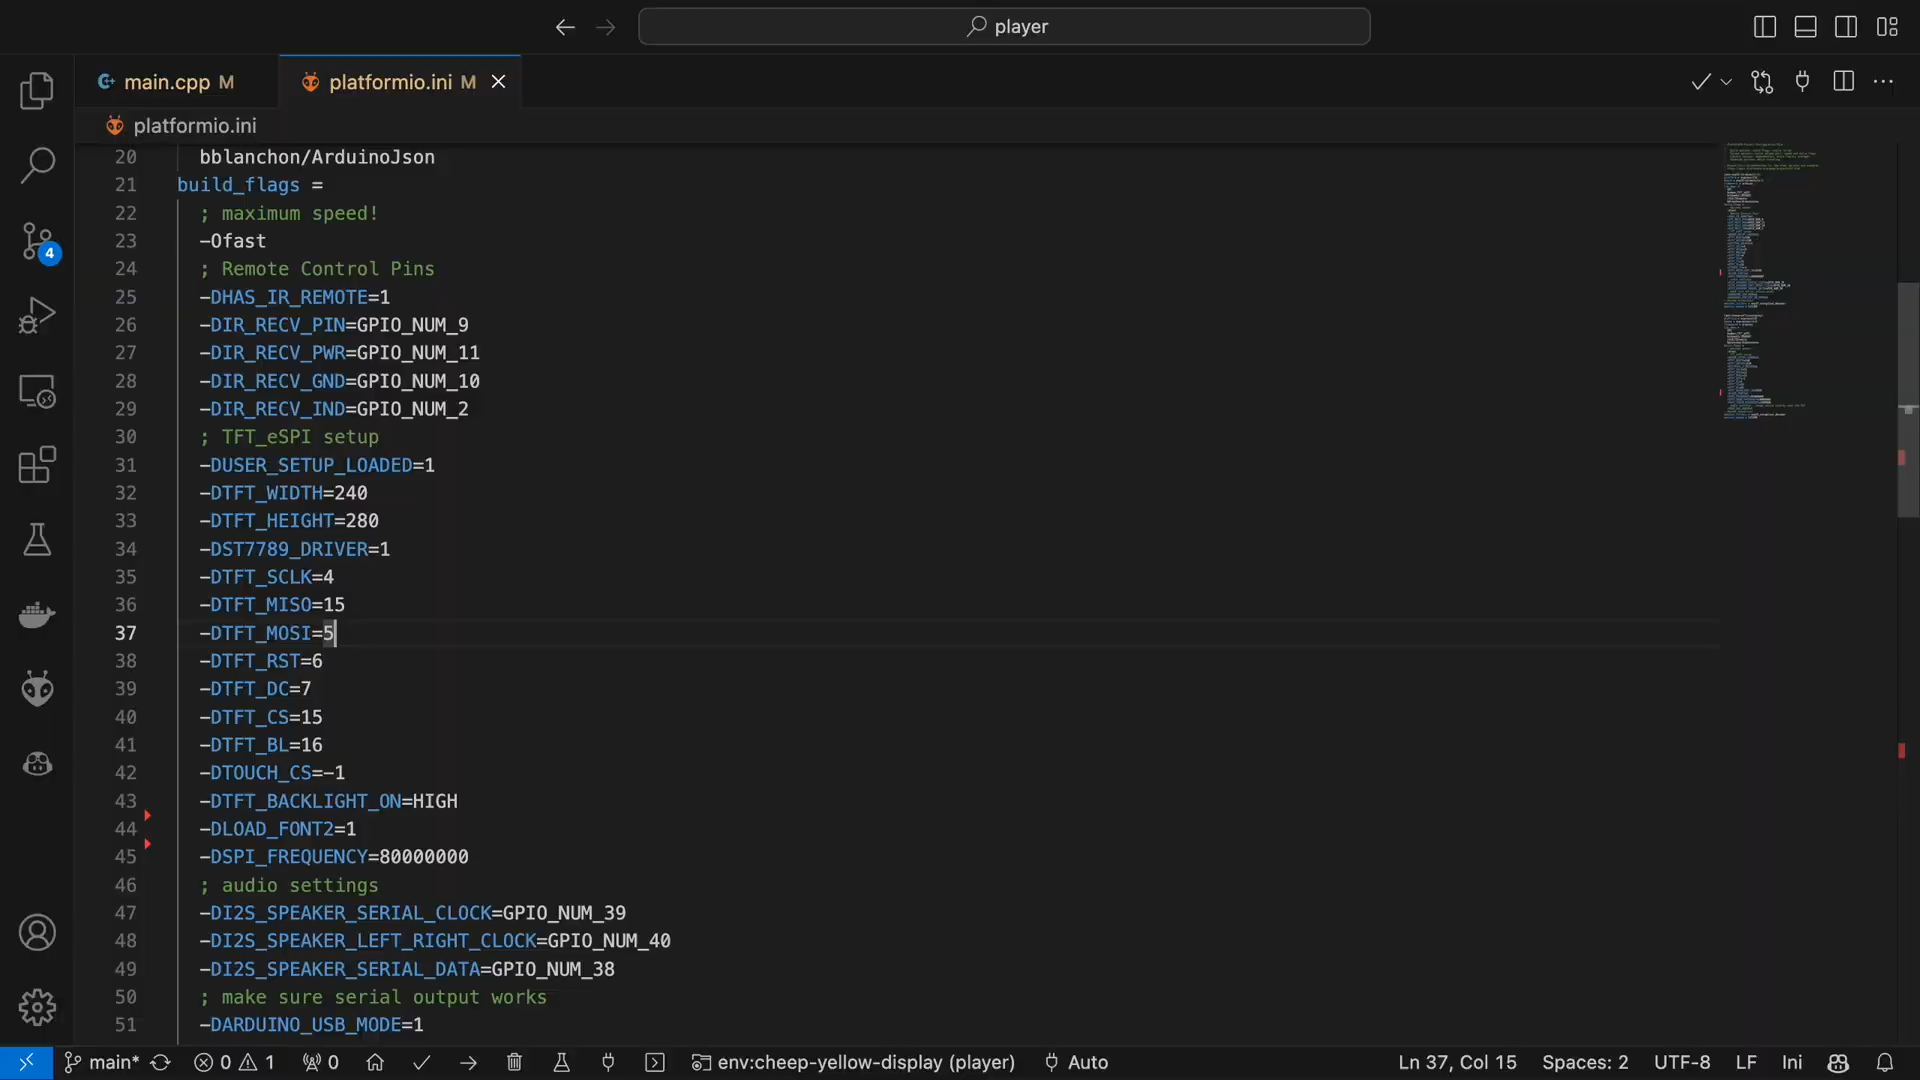 player
main.cpp M
platformio.ini M
platformio.ini
20 bblanchon/ArduinoJson
21 build_flags =
22 ; maximum speed!
23 -Ofast
24 ; Remote Control Pins
25 -DHAS_IR_REMOTE=1
26 -DIR_RECV_PIN=GPIO_NUM_9
27 -DIR_RECV_PWR=GPIO_NUM_11
28 -DIR_RECV_GND=GPIO_NUM_10
29 -DIR_RECV_IND=GPIO_NUM_2
30 ; TFT_eSPI setup
31 -DUSER_SETUP_LOADED=1
32 -DTFT_WIDTH=240
33 -DTFT_HEIGHT=280
34 -DST7789_DRIVER=1
35 -DTFT_SCLK=4
36 -DTFT_MISO=15
37 -DTFT_MOSI=5
38 -DTFT_RST=6
39 -DTFT_DC=7
40 -DTFT_CS=15
41 -DTFT_BL=16
42 -DTOUCH_CS=-1
43 -DTFT_BACKLIGHT_ON=HIGH
44 -DLOAD_FONT2=1
45 -DSPI_FREQUENCY=80000000
46 ; audio settings
47 -DI2S_SPEAKER_SERIAL_CLOCK=GPIO_NUM_39
48 -DI2S_SPEAKER_LEFT_RIGHT_CLOCK=GPIO_NUM_40
49 -DI2S_SPEAKER_SERIAL_DATA=GPIO_NUM_38
50 ; make sure serial output works
51 -DARDUINO_USB_MODE=1
4
main* 0 1 0 env:cheep-yellow-display (player) Auto Ln 37, Col 15 Spaces: 2 UTF-8 LF Ini